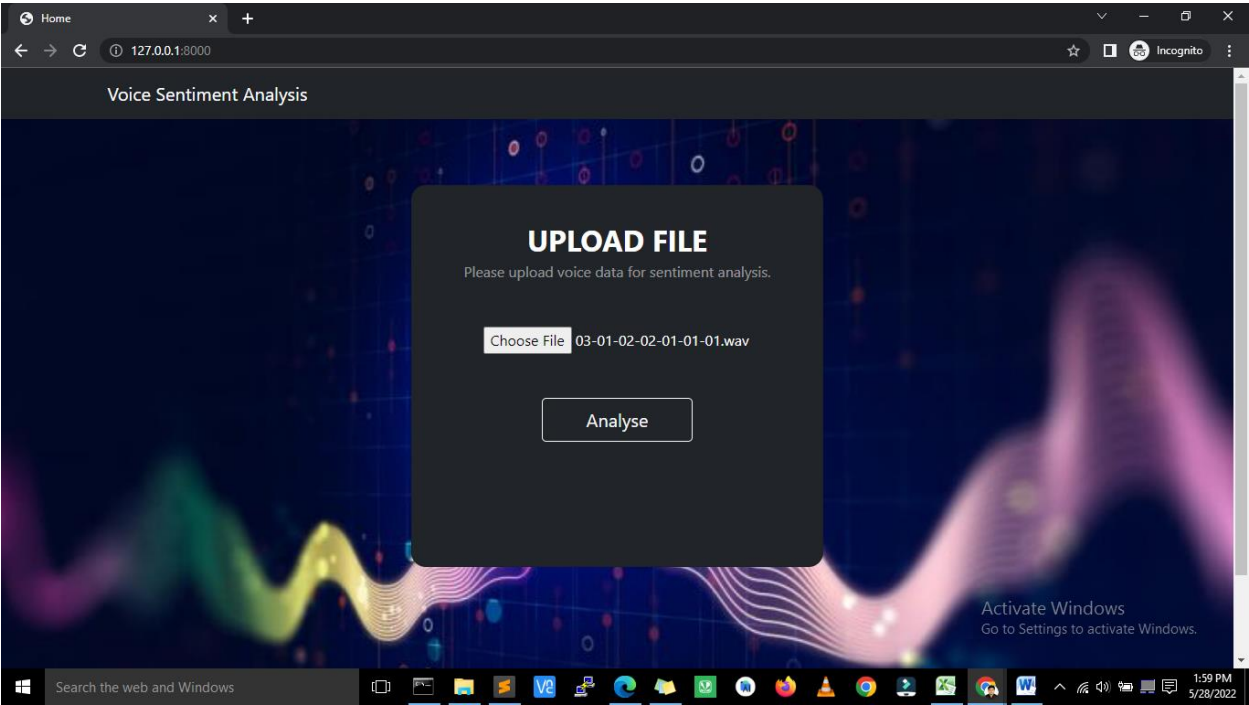 Home
127.0.0.1:8000
Incognito
Voice Sentiment Analysis
UPLOAD FILE
Please upload voice data for sentiment analysis.
Choose File 03-01-02-02-01-01-01.wav
Analyse
Activate Windows
Go to Settings to activate Windows.
Search the web and Windows
1:59 PM
5/28/2022